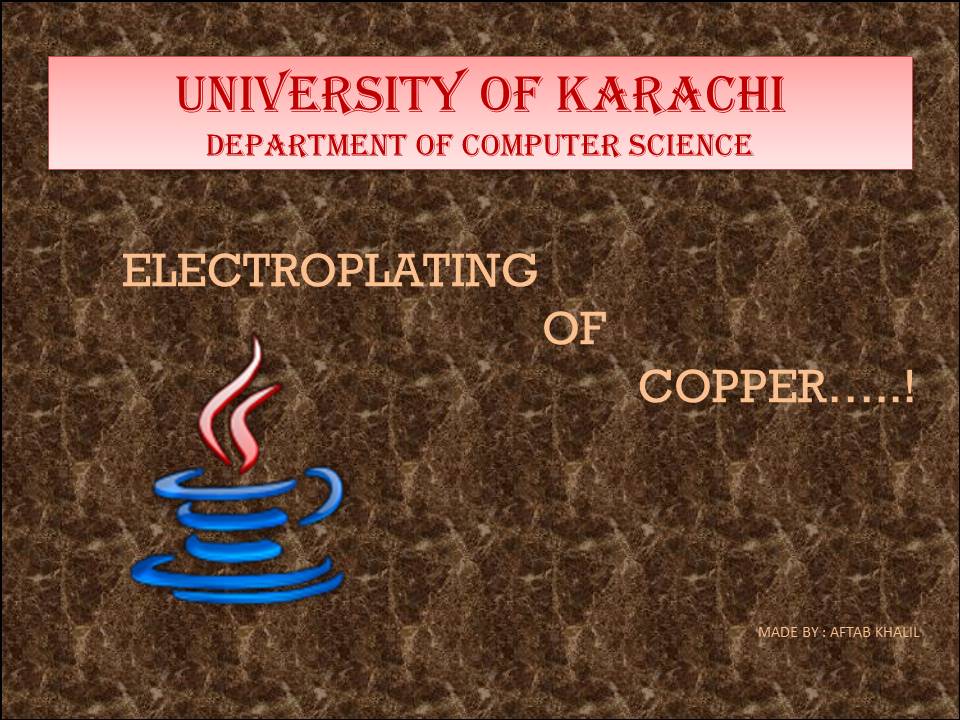 UNIVERSITY OF KARACHI
DEPARTMENT OF COMPUTER SCIENCE
ELECTROPLATING
OF
COPPER.....!
MADE BY : AFTAB KHALIL